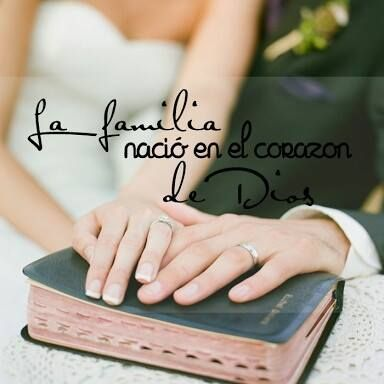 La familia
nació en el corazon
de Dios